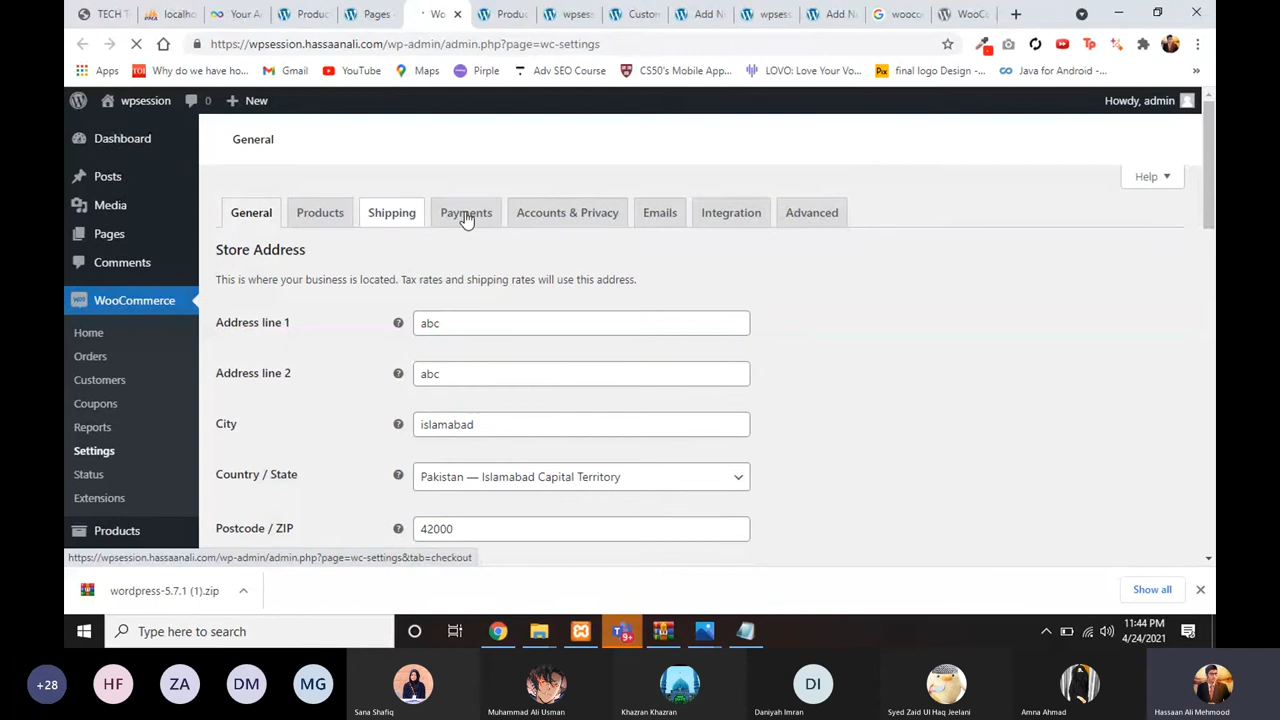 TECH T
localho
Your A
Produc
Pages -
Wo
Produc
wpsess
Custom
Add N
wpsess
Add N
wooco
WooCo
https://wpsession.hassaanali.com/wp-admin/admin.php?page=wc-settings
Apps
Why do we have ho...
Gmail
YouTube
Maps
Pirple
Adv SEO Course
CS50's Mobile App...
LOVO: Love Your Vo...
final logo Design -...
Java for Android -...
wpsession
0
New
Howdy, admin
Dashboard
Posts
Media
Pages
Comments
WooCommerce
Home
Orders
Customers
Coupons
Reports
Settings
Status
Extensions
Products
General
Help
General Products Shipping Payments Accounts & Privacy Emails Integration Advanced
Store Address
This is where your business is located. Tax rates and shipping rates will use this address.
Address line 1
abc
Address line 2
abc
City
islamabad
Country / State
Pakistan — Islamabad Capital Territory
Postcode / ZIP
42000
https://wpsession.hassaanali.com/wp-admin/admin.php?page=wc-settings&tab=checkout
wordpress-5.7.1 (1).zip
Show all
Type here to search
9+
11:44 PM
4/24/2021
+28
HF
ZA
DM
MG
Sana Shafiq
Muhammad Ali Usman
Khazran Khazran
DI
Daniyah Imran
Syed Zaid Ul Haq Jeelani
Amna Ahmad
Hassaan Ali Mehmood